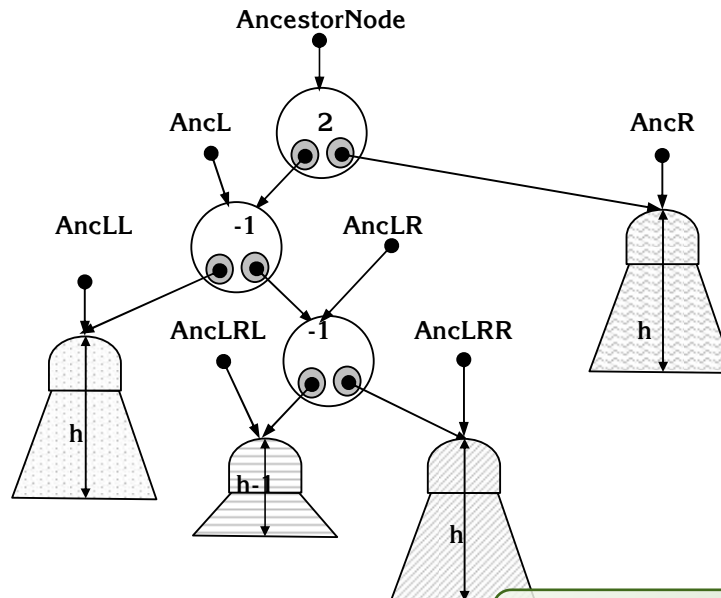 AncestorNode
AncL
2
AncR
AncLL
-1
AncLR
AncLRL
-1
AncLRR
h
h
h-1
h